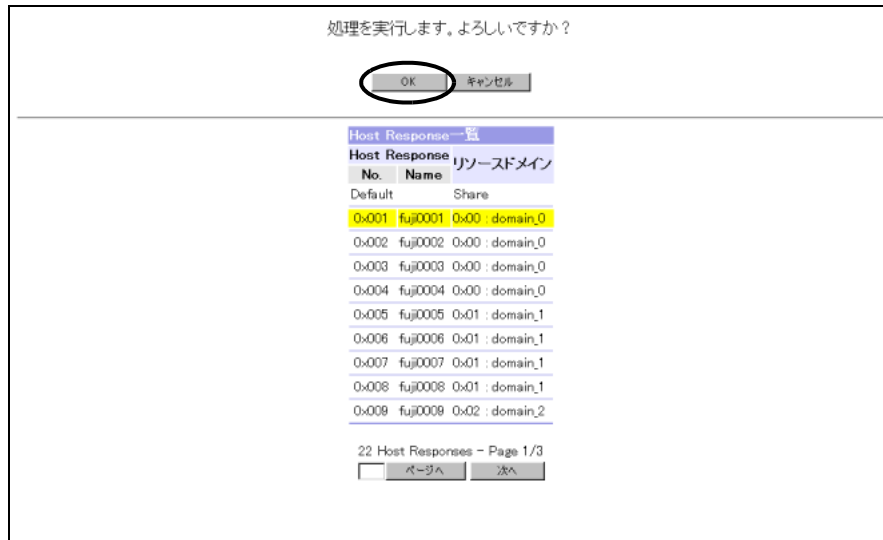 処理を実行します。よろしいですか？
OK キャンセル
Host Response一覧
Host Response リソースドメイン
No. Name
Default Share
0x001 fuji0001 0x00 : domain_0
0x002 fuji0002 0x00 : domain_0
0x003 fuji0003 0x00 : domain_0
0x004 fuji0004 0x00 : domain_0
0x005 fuji0005 0x01 : domain_1
0x006 fuji0006 0x01 : domain_1
0x007 fuji0007 0x01 : domain_1
0x008 fuji0008 0x01 : domain_1
0x009 fuji0009 0x02 : domain_2
22 Host Responses - Page 1/3
ページへ 次へ